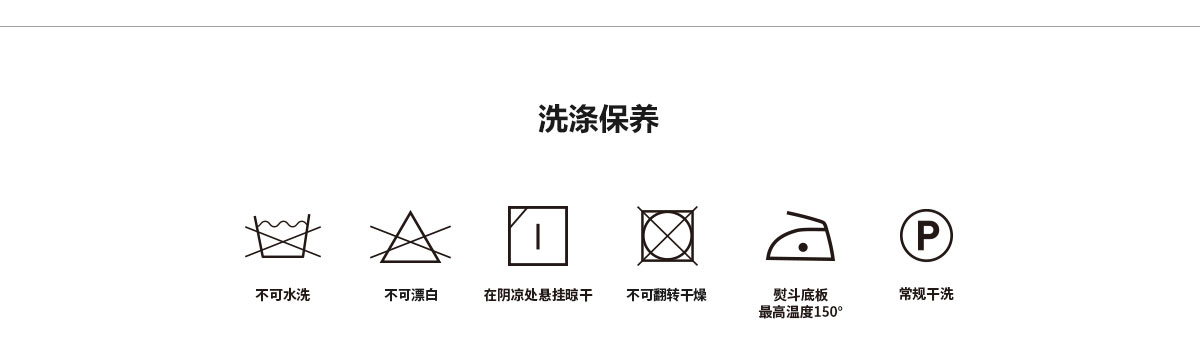 洗涤保养
不可水洗
不可漂白
在阴凉处悬挂晾干
不可翻转干燥
熨斗底板
最高温度150°
P
常规干洗